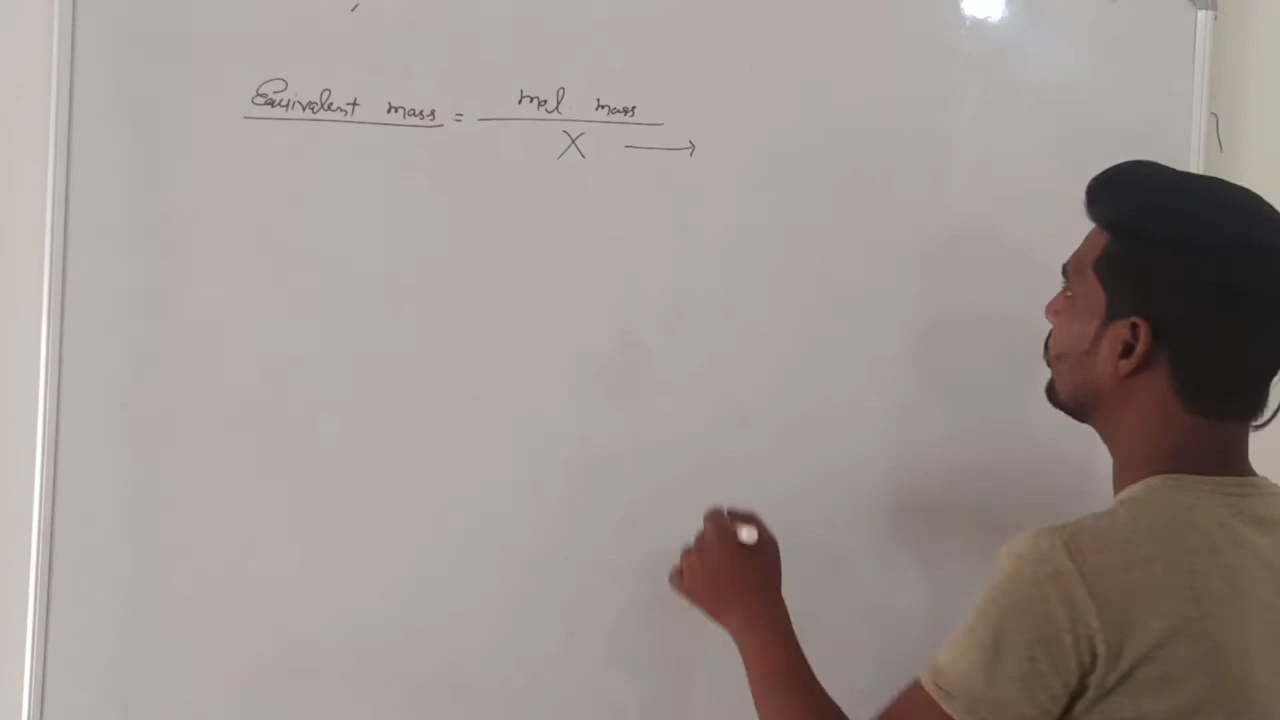 Equivalent mass = mol. mass
X →